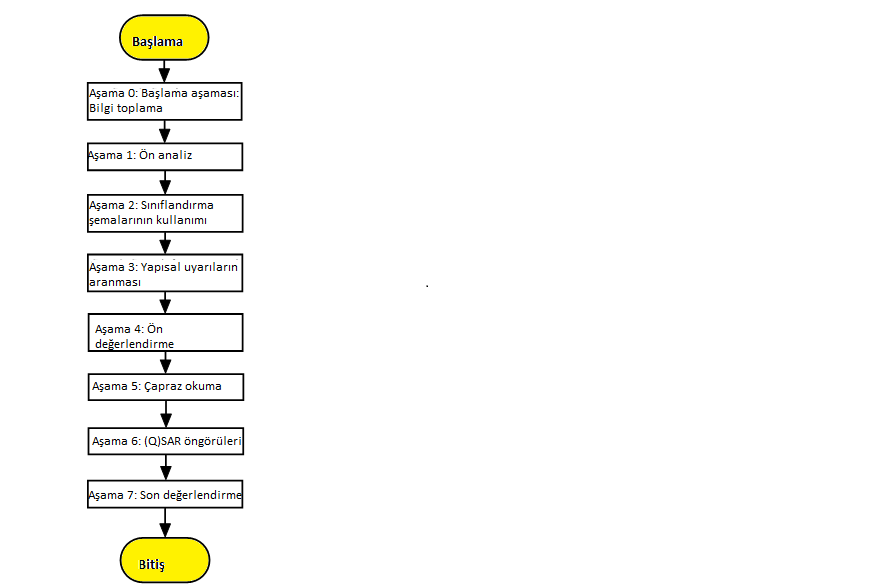 Başlama
Aşama 0: Başlama aşaması:
Bilgi toplama
Aşama 1: Ön analiz
Aşama 2: Sınıflandırma
şemalarının kullanımı
Aşama 3: Yapısal uyarıların
aranması
Aşama 4: Ön
değerlendirme
Aşama 5: Çapraz okuma
Aşama 6: (Q)SAR öngörüleri
Aşama 7: Son değerlendirme
Bitiş